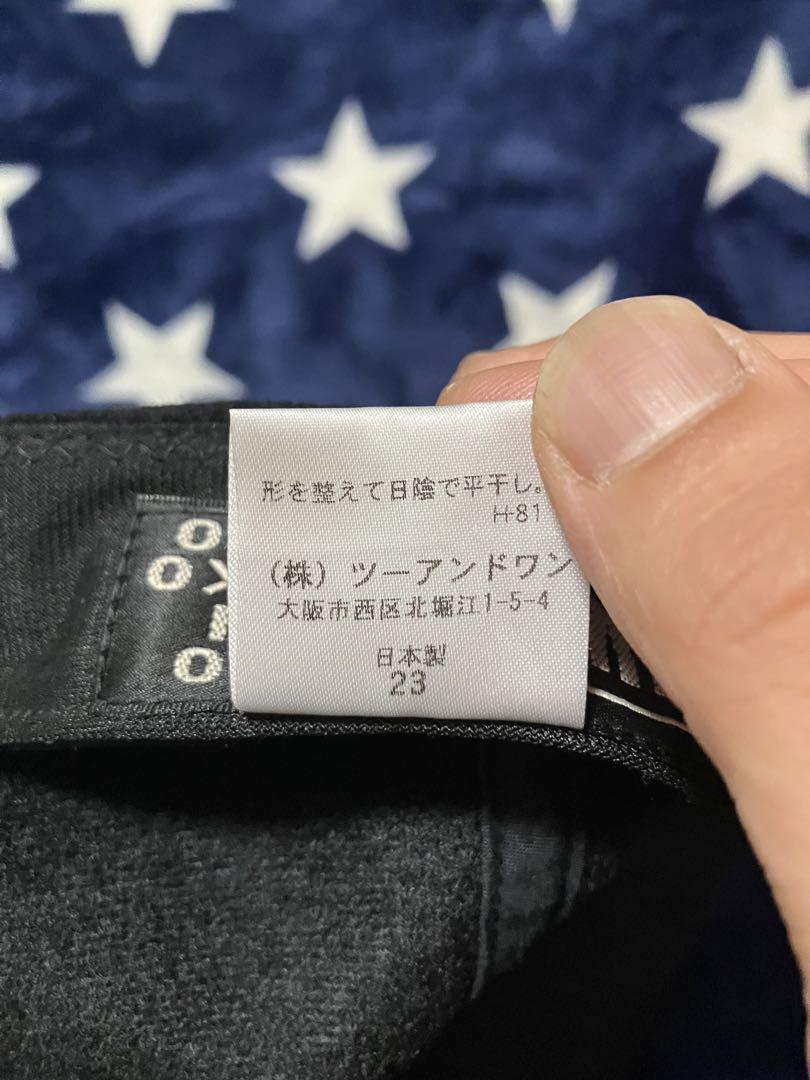 形を整えて日陰で平干し。
H-81
(株) ツーアンドワン
大阪市西区北堀江1-5-4
日本製
23